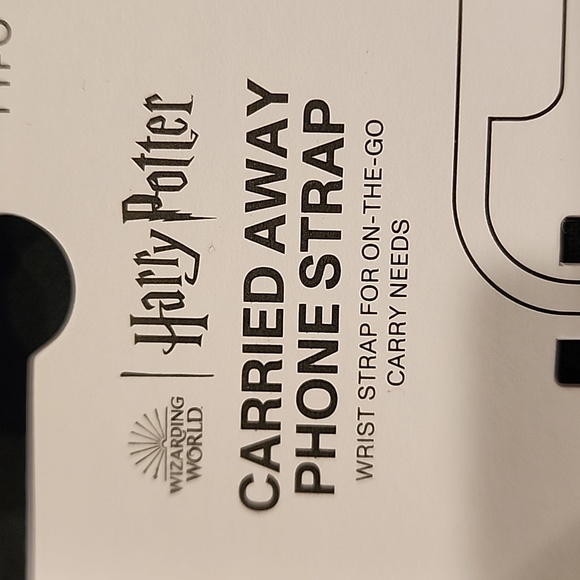 WIZARDING
WORLD
Harry Potter
CARRIED AWAY
PHONE STRAP
WRIST STRAP FOR ON-THE-GO
CARRY NEEDS